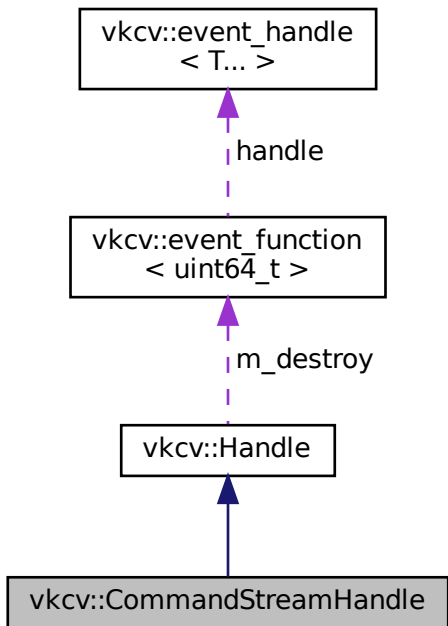 vkcv::event_handle
< T... >
handle
vkcv::event_function
< uint64_t >
m_destroy
vkcv::Handle
vkcv::CommandStreamHandle